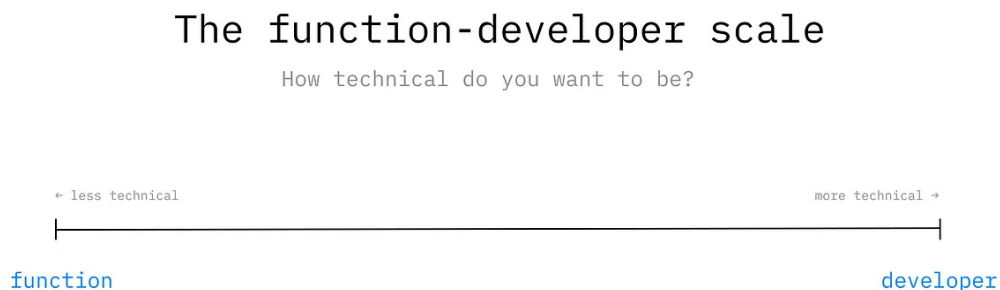 The function-developer scale
How technical do you want to be?
← less technical
more technical →
function
developer